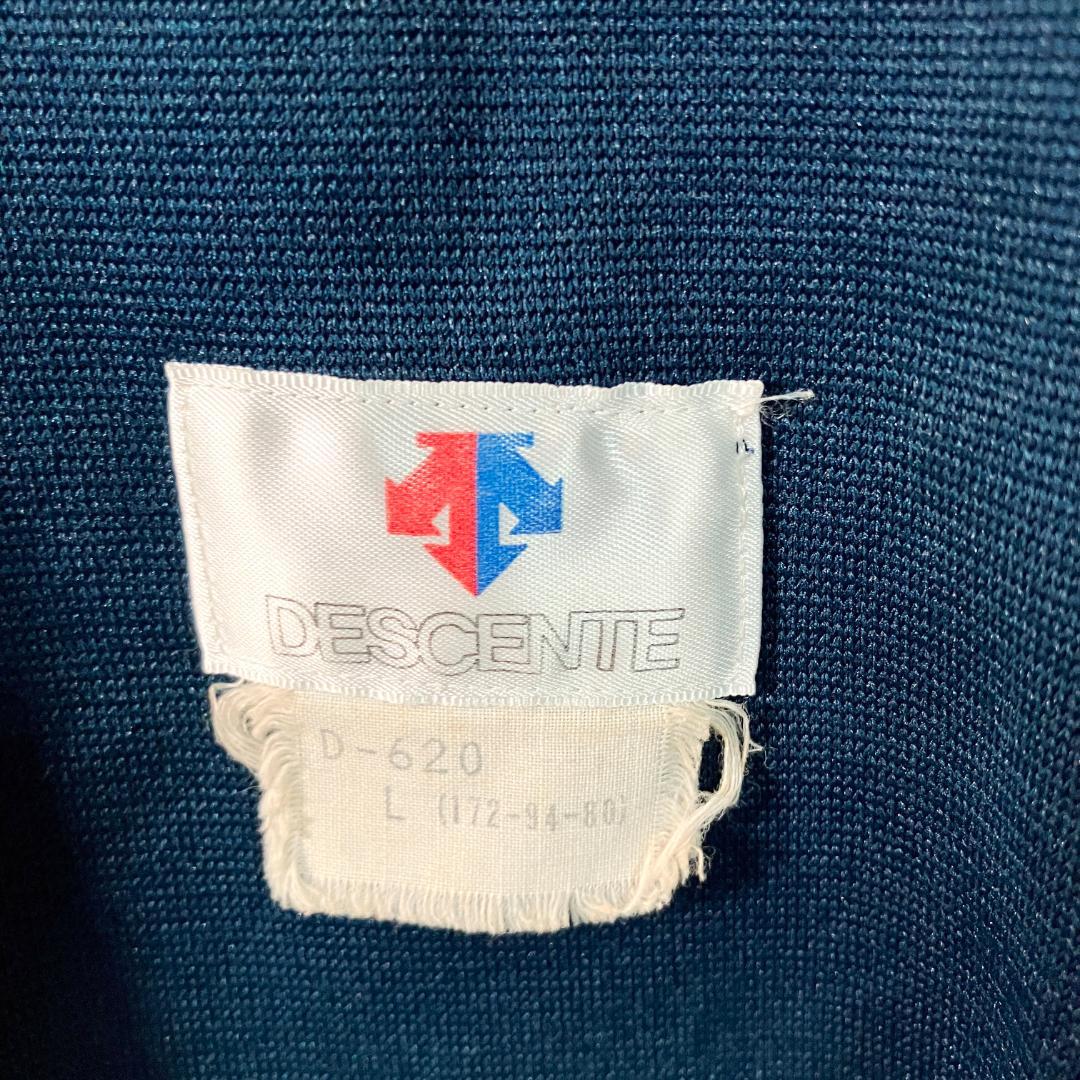 DESCENTE
D-620
L (172-94-80)